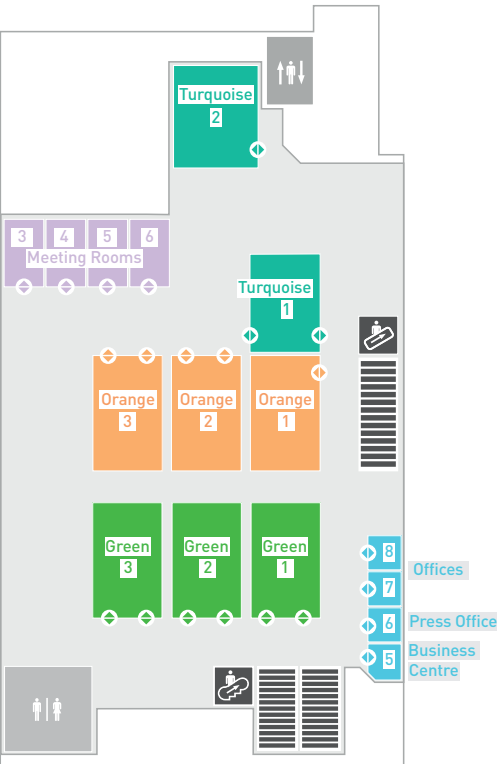 Turquoise
2
3 4 5 6
Meeting Rooms
Turquoise
1
Orange
3
Orange
2
Orange
1
Green
3
Green
2
Green
1
8
7
Offices
6
Press Office
5
Business
Centre